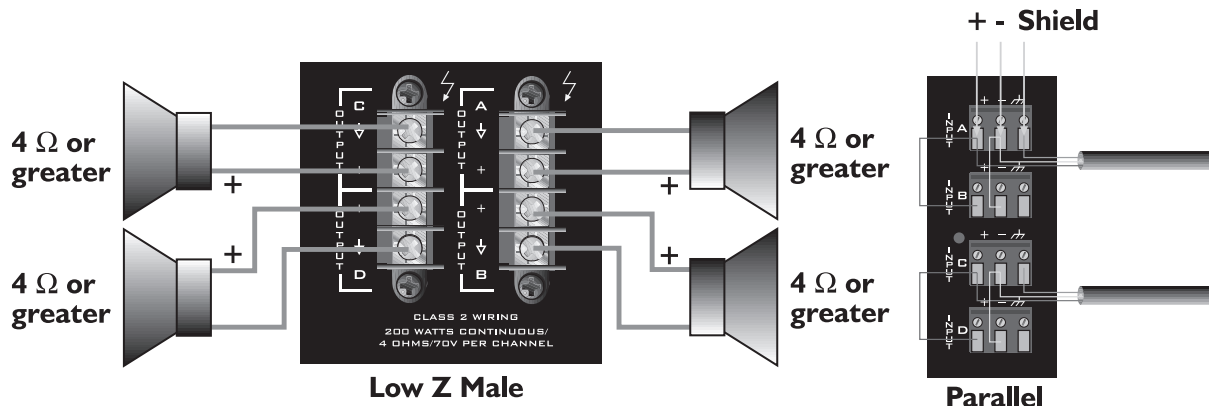 + - Shield
4 Ω or
greater
4 Ω or
greater
+
+
C
OUTPUT
+
+
OUTPUT
D
A
OUTPUT
+
+
OUTPUT
B
CLASS 2 WIRING
200 WATTS CONTINUOUS/
4 OHMS/70V PER CHANNEL
Low Z Male
+
+
4 Ω or
greater
4 Ω or
greater
+ -
INPUT A
+ -
INPUT B
+ -
INPUT C
+ -
INPUT D
Parallel